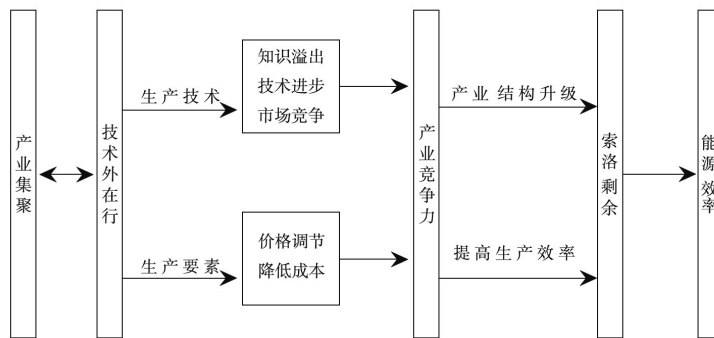 产业集聚
技术外在行
生产技术
知识溢出
技术进步
市场竞争
生产要素
价格调节
降低成本
产业竞争力
产业 结构升级
提高生产效率
索洛剩余
能源效率